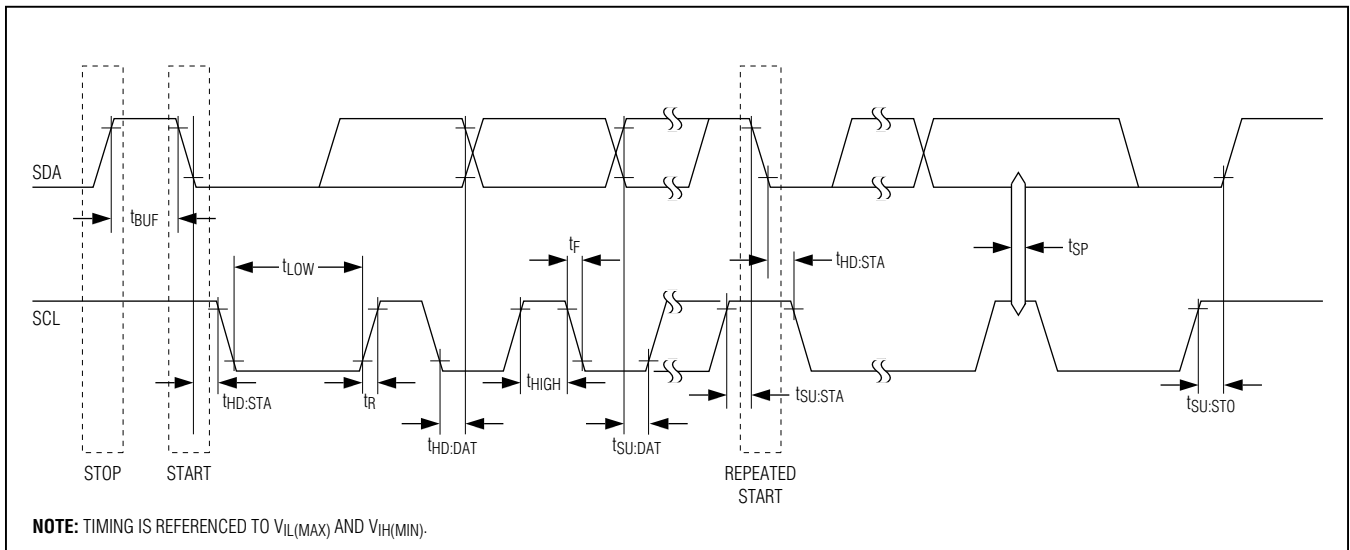 SDA
tBUF
tLOW
tF
tHD:STA
tSP
SCL
tHD:STA
tR
tHD:DAT
tHIGH
tSU:DAT
tSU:STA
tSU:STO
STOP
START
REPEATED
START
NOTE: TIMING IS REFERENCED TO VIL(MAX) AND VIH(MIN).